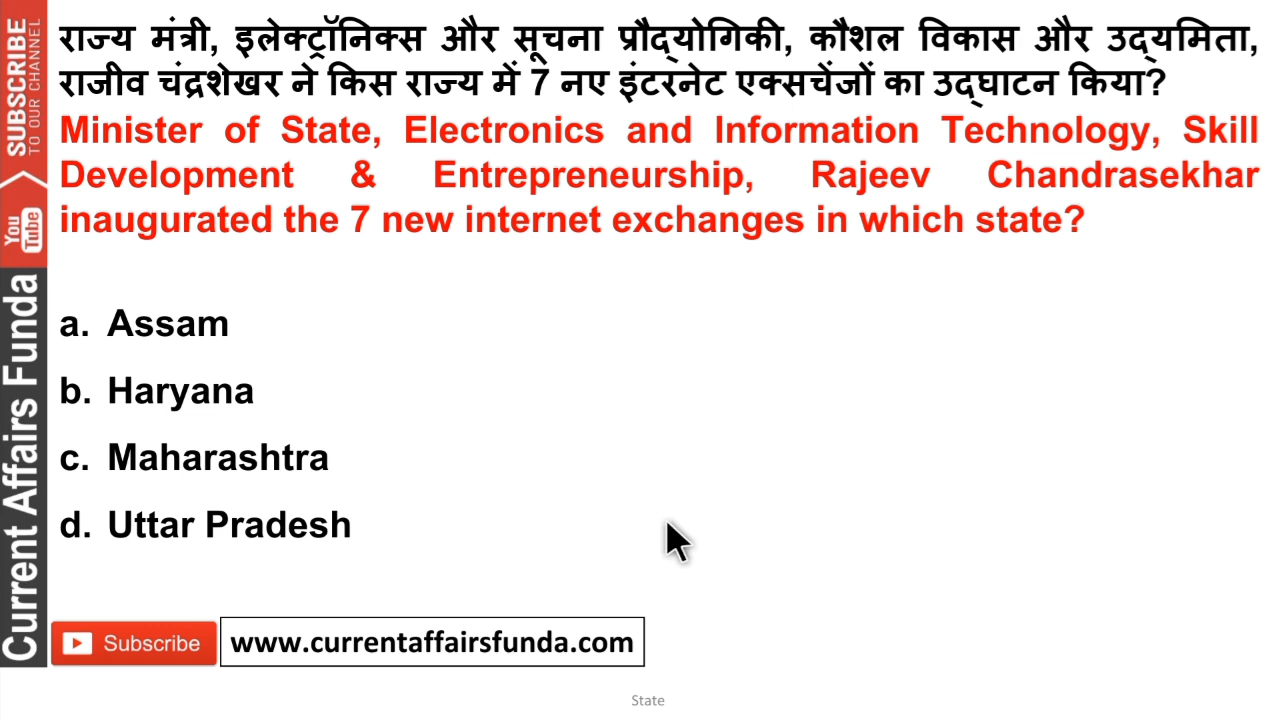 राज्य मंत्री, इलेक्ट्रॉनिक्स और सूचना प्रौद्योगिकी, कौशल विकास और उद्यमिता,
राजीव चंद्रशेखर ने किस राज्य में 7 नए इंटरनेट एक्सचेंजों का उद्घाटन किया?
Minister of State, Electronics and Information Technology, Skill
Development & Entrepreneurship, Rajeev Chandrasekhar
inaugurated the 7 new internet exchanges in which state?
a. Assam
b. Haryana
c. Maharashtra
d. Uttar Pradesh
Subscribe
www.currentaffairsfunda.com
State
SUBSCRIBE
TO OUR CHANNEL
You
Tube
Current Affairs Funda